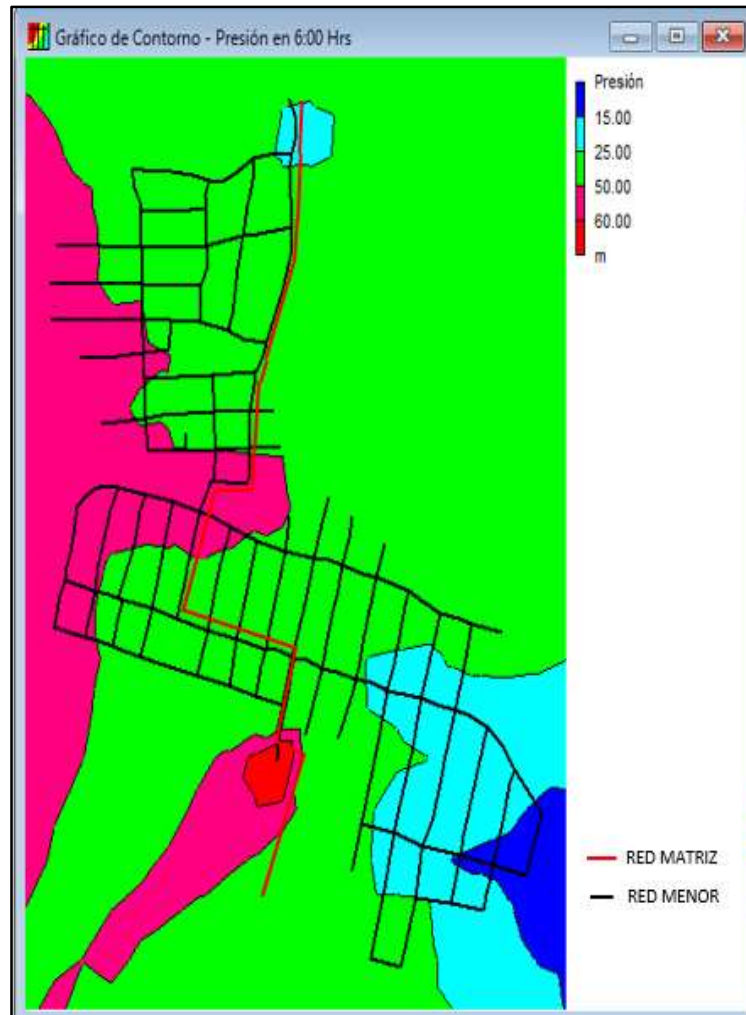 Gráfico de Contorno - Presión en 6:00 Hrs
Presión
15.00
25.00
50.00
60.00
m
RED MATRIZ
RED MENOR